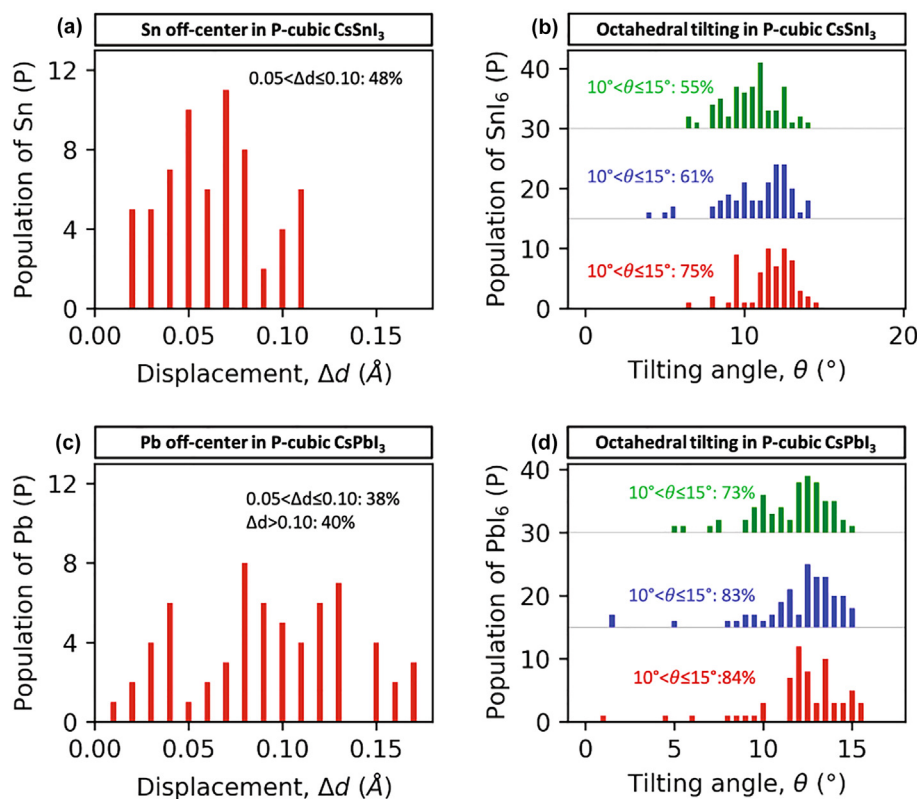 (a) Sn off-center in P-cubic CsSnI₃
12
8
4
0
Population of Sn (P)
0.05<Δd≤0.10: 48%
0.00 0.05 0.10 0.15
Displacement, Δd (Å)
(b) Octahedral tilting in P-cubic CsSnI₃
40
30
20
10
0
Population of SnI₆ (P)
10°<θ≤15°: 55%
10°<θ≤15°: 61%
10°<θ≤15°: 75%
0 10 20
Tilting angle, θ (°)
(c) Pb off-center in P-cubic CsPbI₃
12
8
4
0
Population of Pb (P)
0.05<Δd≤0.10: 38%
Δd>0.10: 40%
0.00 0.05 0.10 0.15
Displacement, Δd (Å)
(d) Octahedral tilting in P-cubic CsPbI₃
40
30
20
10
0
Population of PbI₆ (P)
10°<θ≤15°: 73%
10°<θ≤15°: 83%
10°<θ≤15°:84%
0 5 10 15
Tilting angle, θ (°)